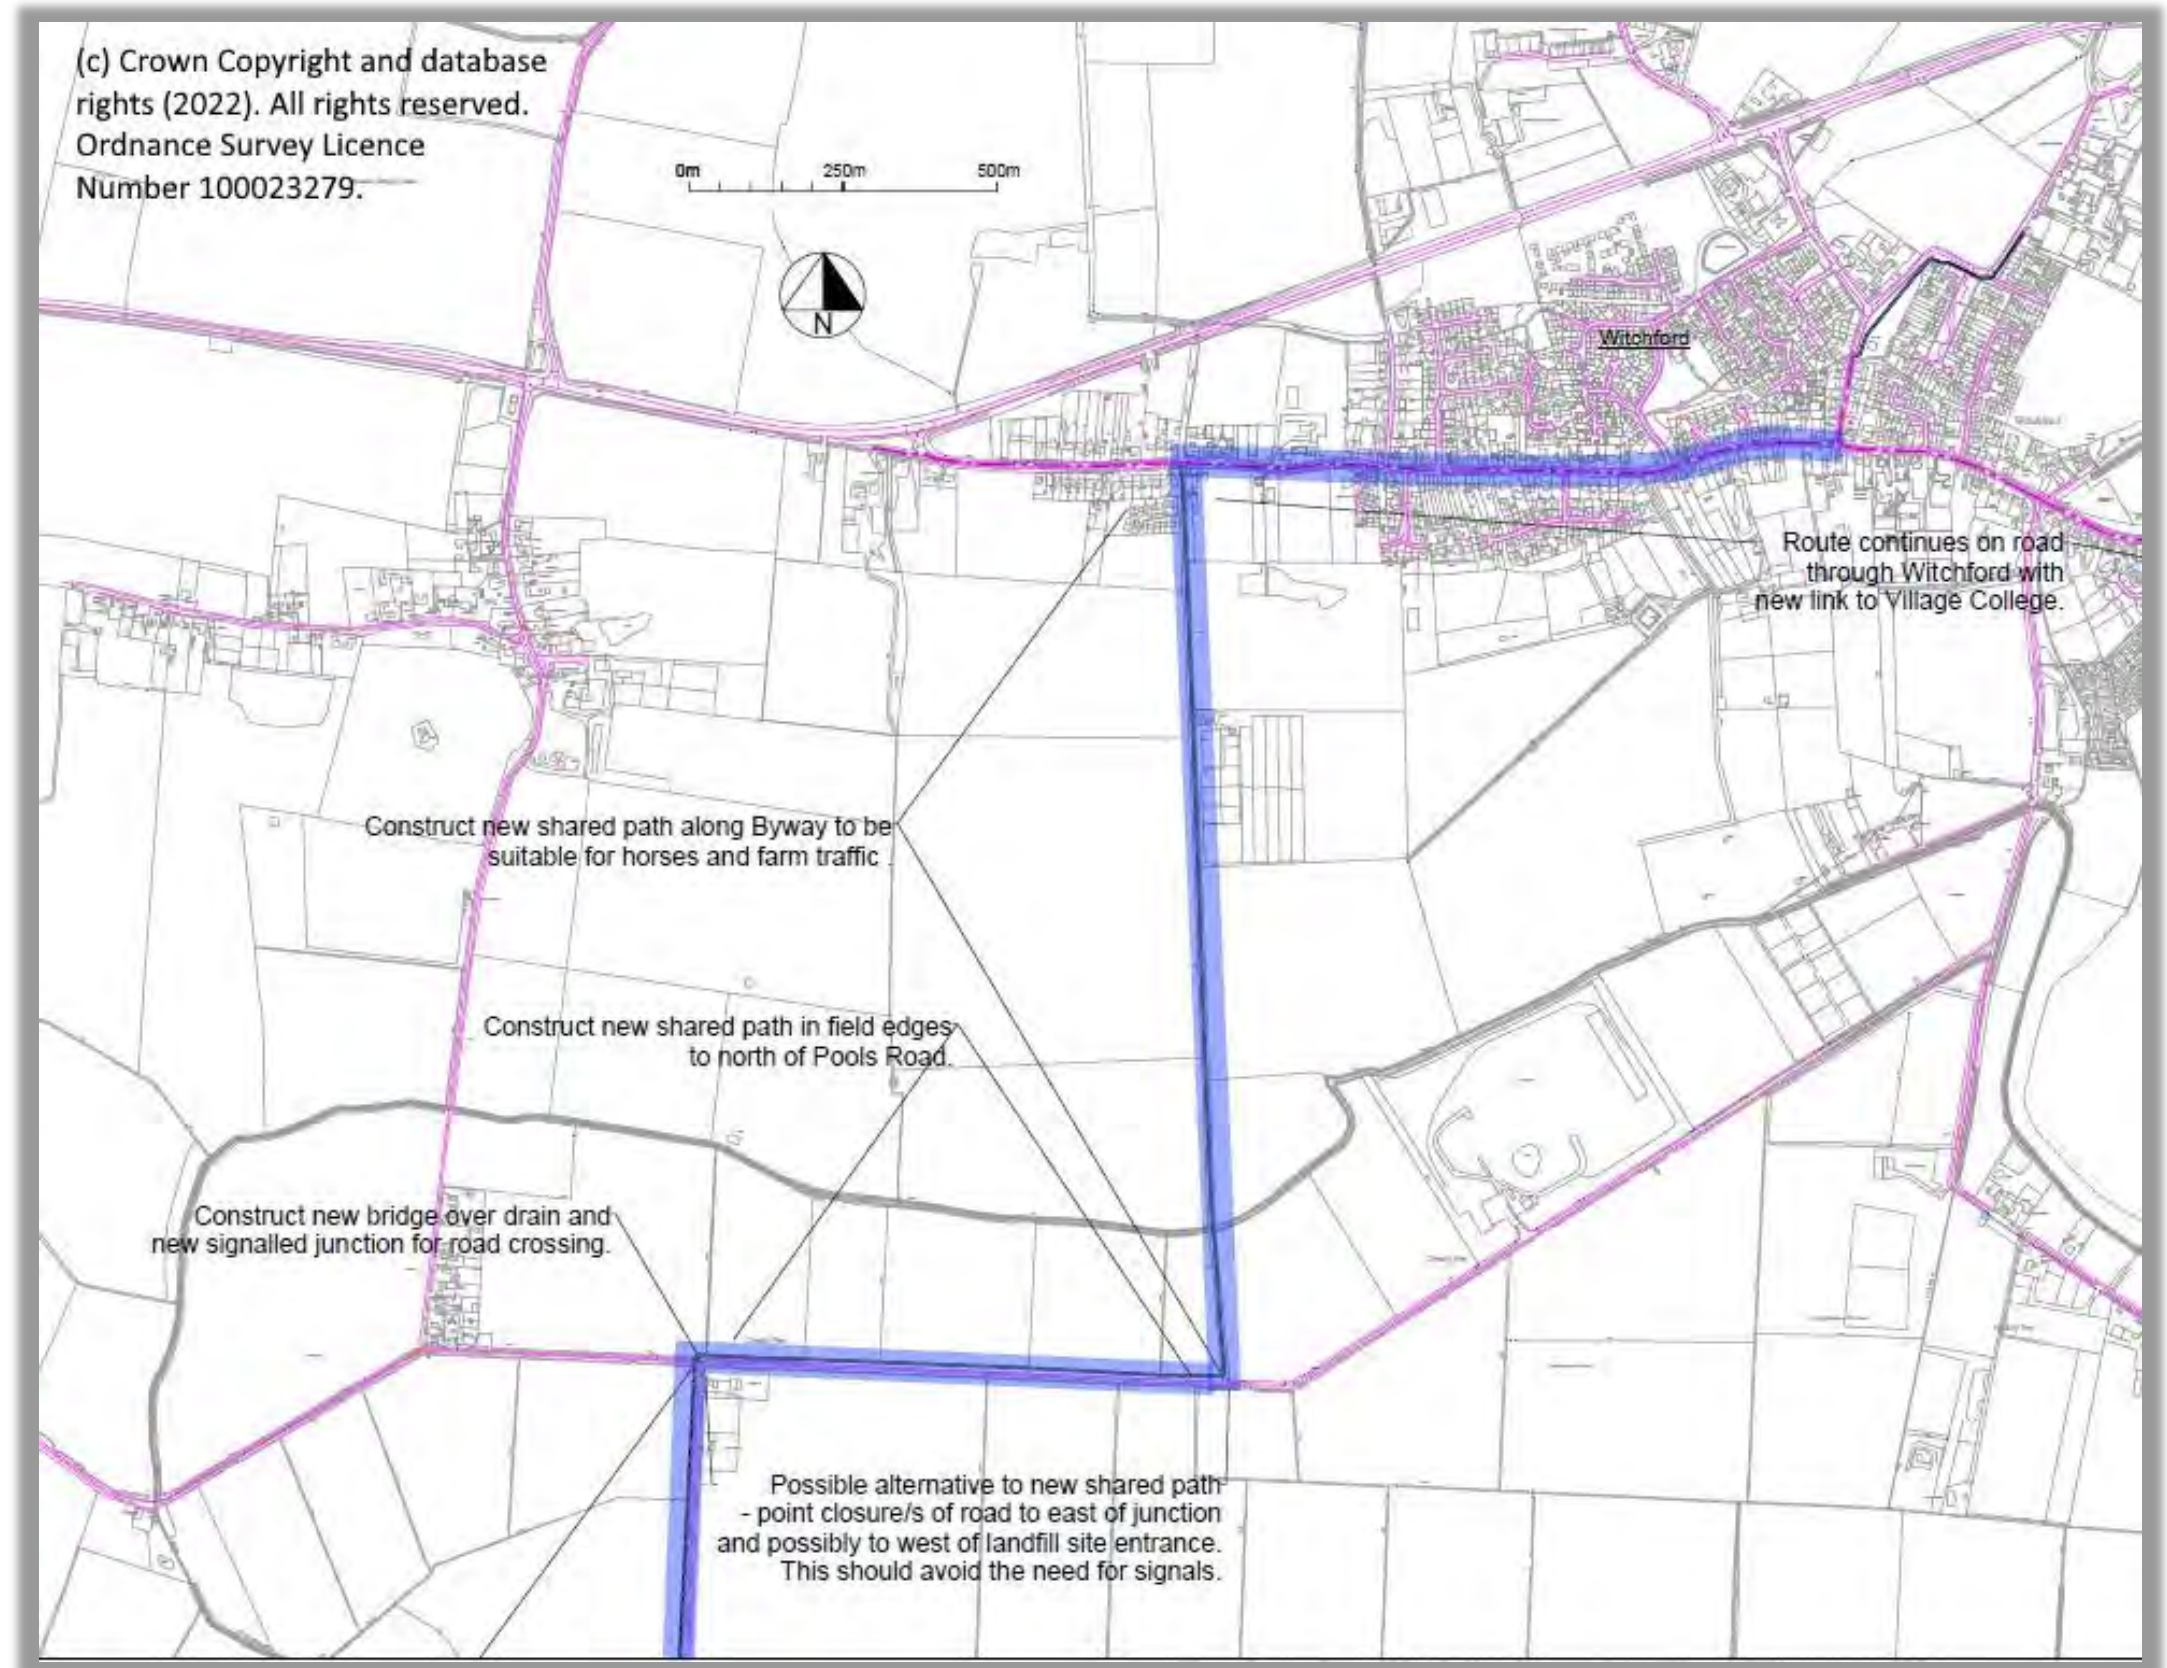 (c) Crown Copyright and database
rights (2022). All rights reserved.
Ordnance Survey Licence
Number 100023279.
0m 250m 500m
N
Witchford
Route continues on road
through Witchford with
new link to Village College.
Construct new shared path along Byway to be
suitable for horses and farm traffic
Construct new shared path in field edges
to north of Pools Road.
Construct new bridge over drain and
new signalled junction for road crossing.
Possible alternative to new shared path
- point closure/s of road to east of junction
and possibly to west of landfill site entrance.
This should avoid the need for signals.